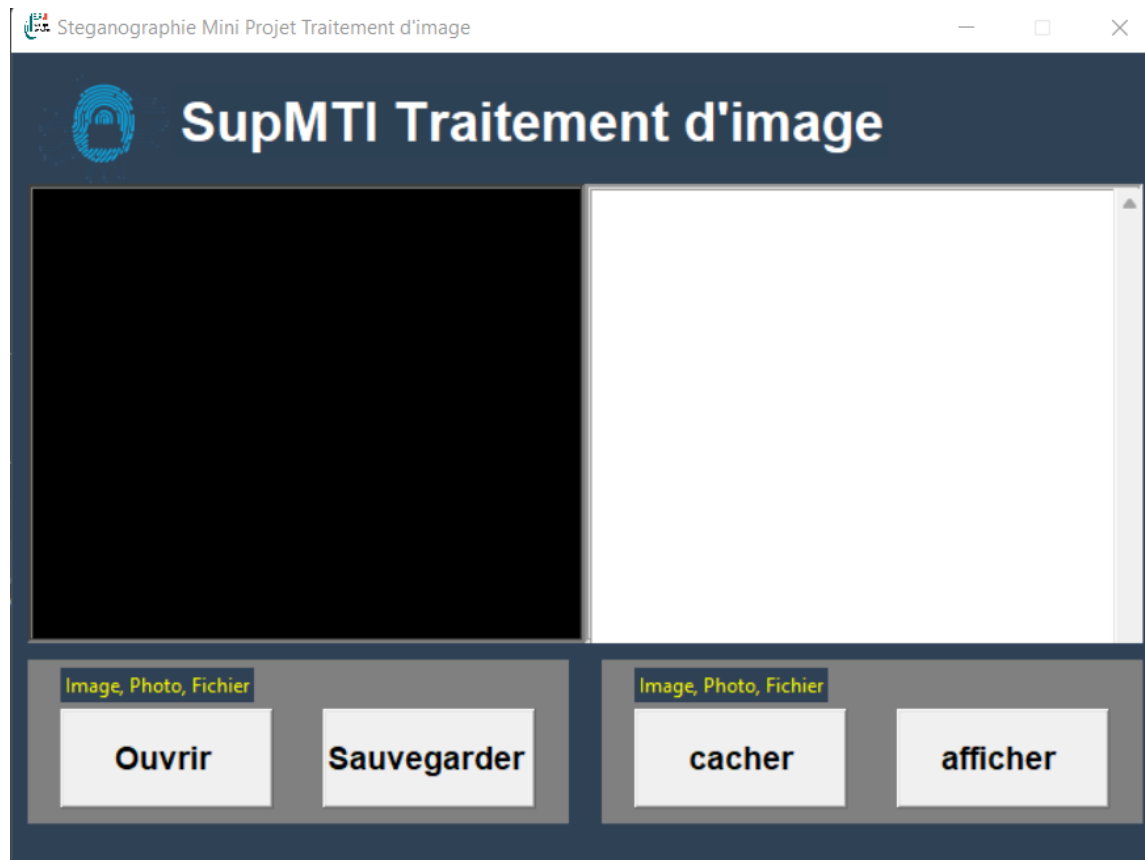 Steganographie Mini Projet Traitement d'image
SupMTI Traitement d'image
Image, Photo, Fichier
Ouvrir
Sauvegarder
Image, Photo, Fichier
cacher
afficher